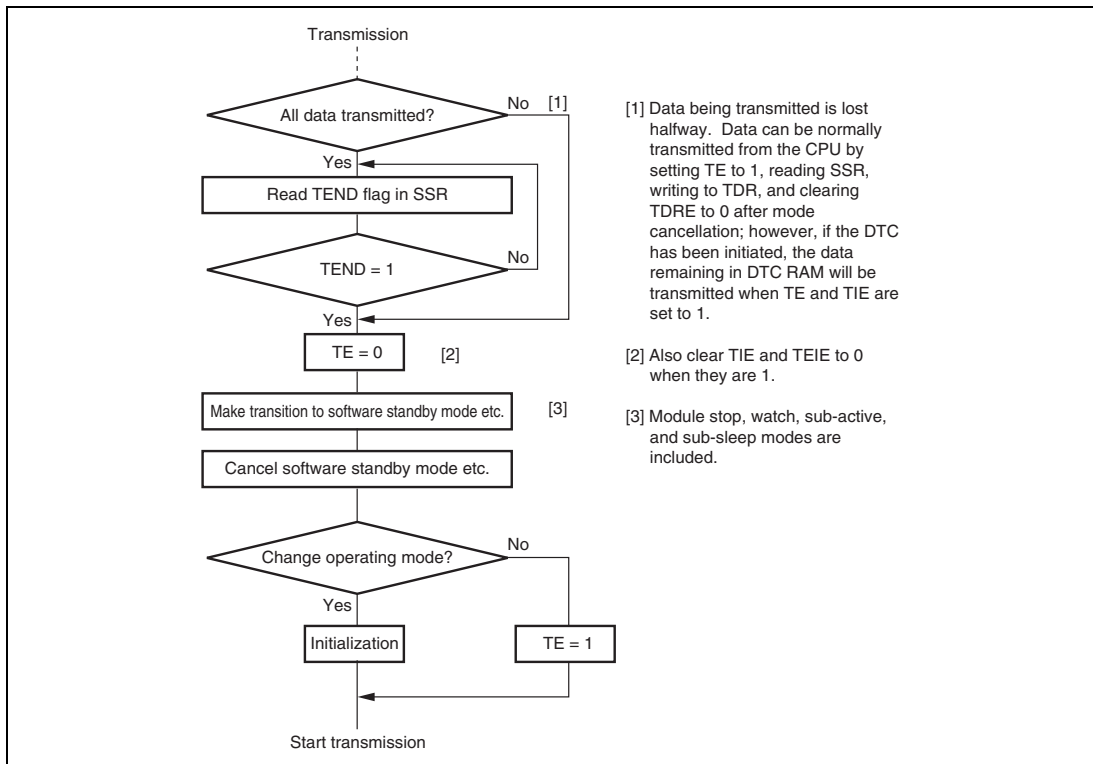 Transmission
All data transmitted?
No
[1]
Yes
Read TEND flag in SSR
TEND = 1
No
Yes
TE = 0
[2]
Make transition to software standby mode etc.
[3]
Cancel software standby mode etc.
Change operating mode?
No
Yes
Initialization
TE = 1
Start transmission
[1] Data being transmitted is lost
halfway. Data can be normally
transmitted from the CPU by
setting TE to 1, reading SSR,
writing to TDR, and clearing
TDRE to 0 after mode
cancellation; however, if the DTC
has been initiated, the data
remaining in DTC RAM will be
transmitted when TE and TIE are
set to 1.
[2] Also clear TIE and TEIE to 0
when they are 1.
[3] Module stop, watch, sub-active,
and sub-sleep modes are
included.